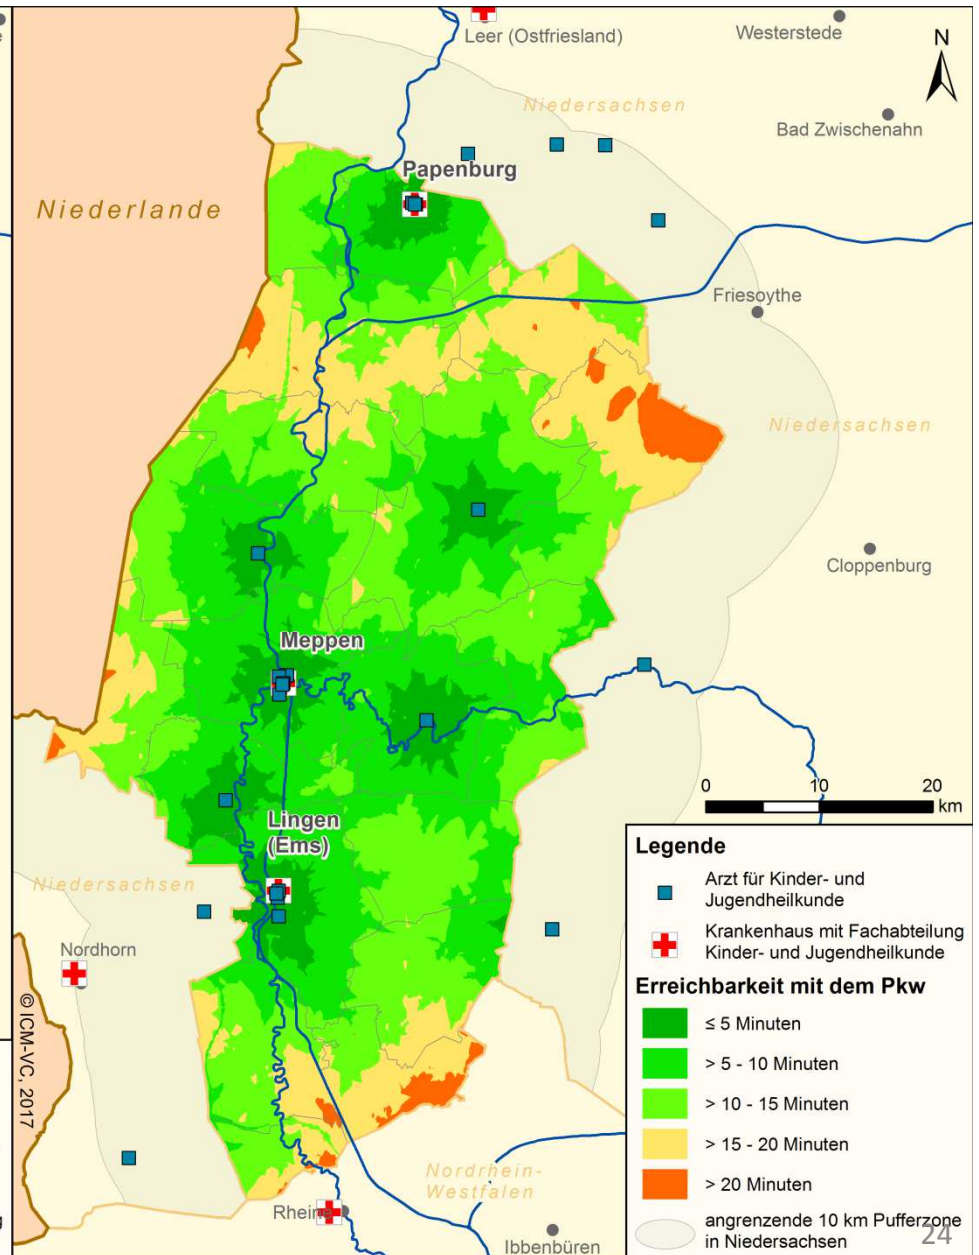 Leer (Ostfriesland)
Westerstede
N
Niedersachsen
Bad Zwischenahn
Papenburg
Niederlande
Friesoythe
Niedersachsen
Cloppenburg
Meppen
0 10 20
km
Lingen
(Ems)
Niedersachsen
Nordhorn
© ICM-VC, 2017
Nordrhein-
Westfalen
Rheine
Ibbenbüren
Legende
Arzt für Kinder- und
Jugendheilkunde
Krankenhaus mit Fachabteilung
Kinder- und Jugendheilkunde
Erreichbarkeit mit dem Pkw
≤ 5 Minuten
> 5 - 10 Minuten
> 10 - 15 Minuten
> 15 - 20 Minuten
> 20 Minuten
angrenzende 10 km Pufferzone
in Niedersachsen
24